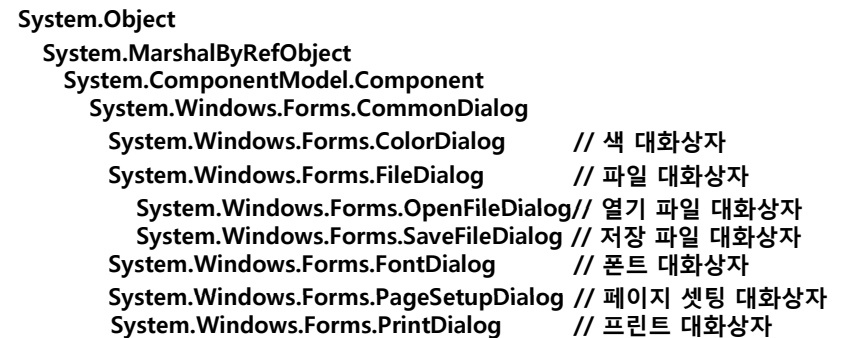 System.Object
System.MarshalByRefObject
System.ComponentModel.Component
System.Windows.Forms.CommonDialog
System.Windows.Forms.ColorDialog // 색 대화상자
System.Windows.Forms.FileDialog // 파일 대화상자
System.Windows.Forms.OpenFileDialog// 열기 파일 대화상자
System.Windows.Forms.SaveFileDialog // 저장 파일 대화상자
System.Windows.Forms.FontDialog // 폰트 대화상자
System.Windows.Forms.PageSetupDialog // 페이지 셋팅 대화상자
System.Windows.Forms.PrintDialog // 프린트 대화상자